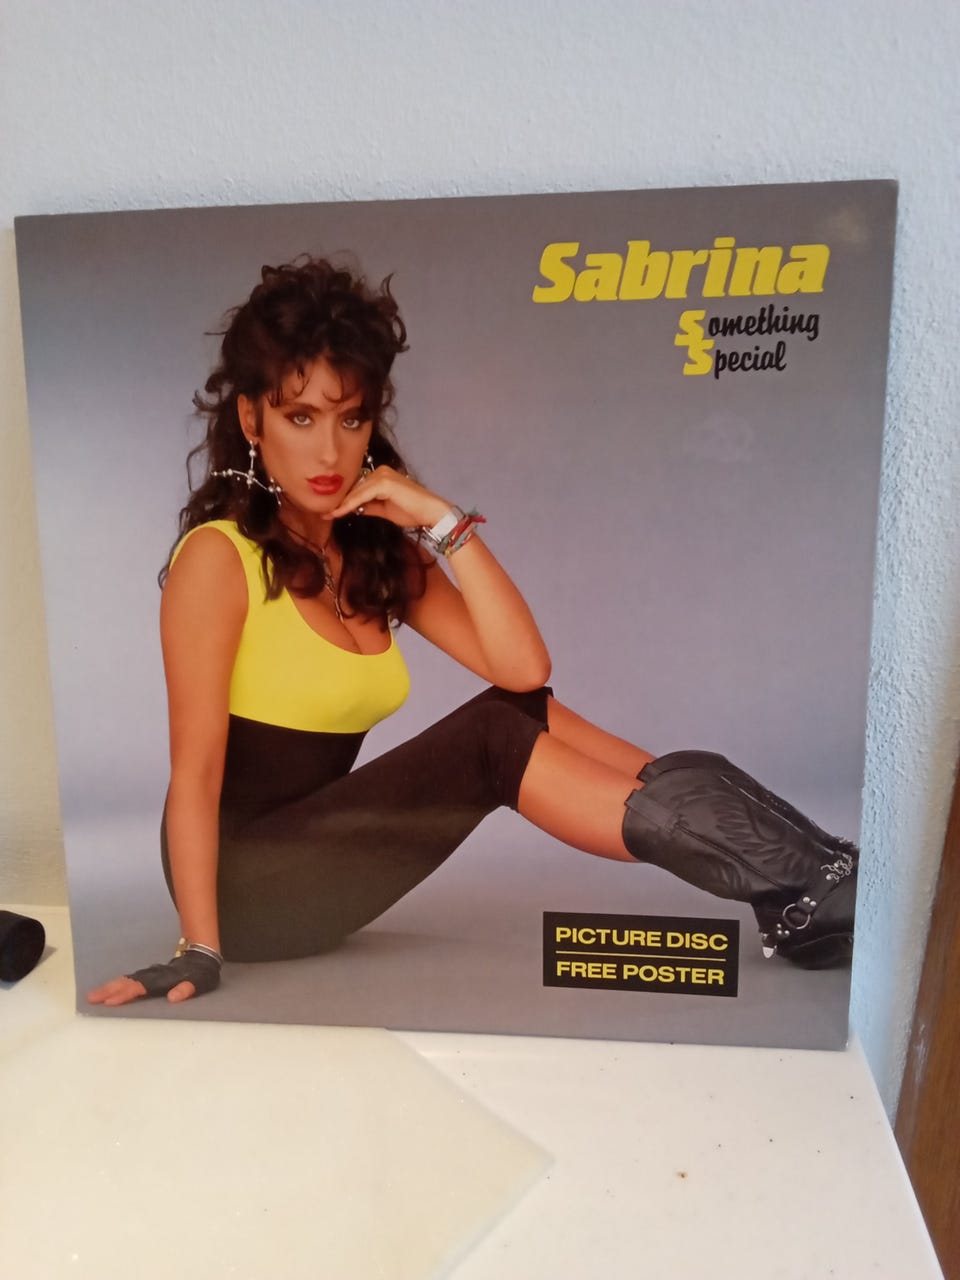 Sabrina
Something
Special
PICTURE DISC
FREE POSTER